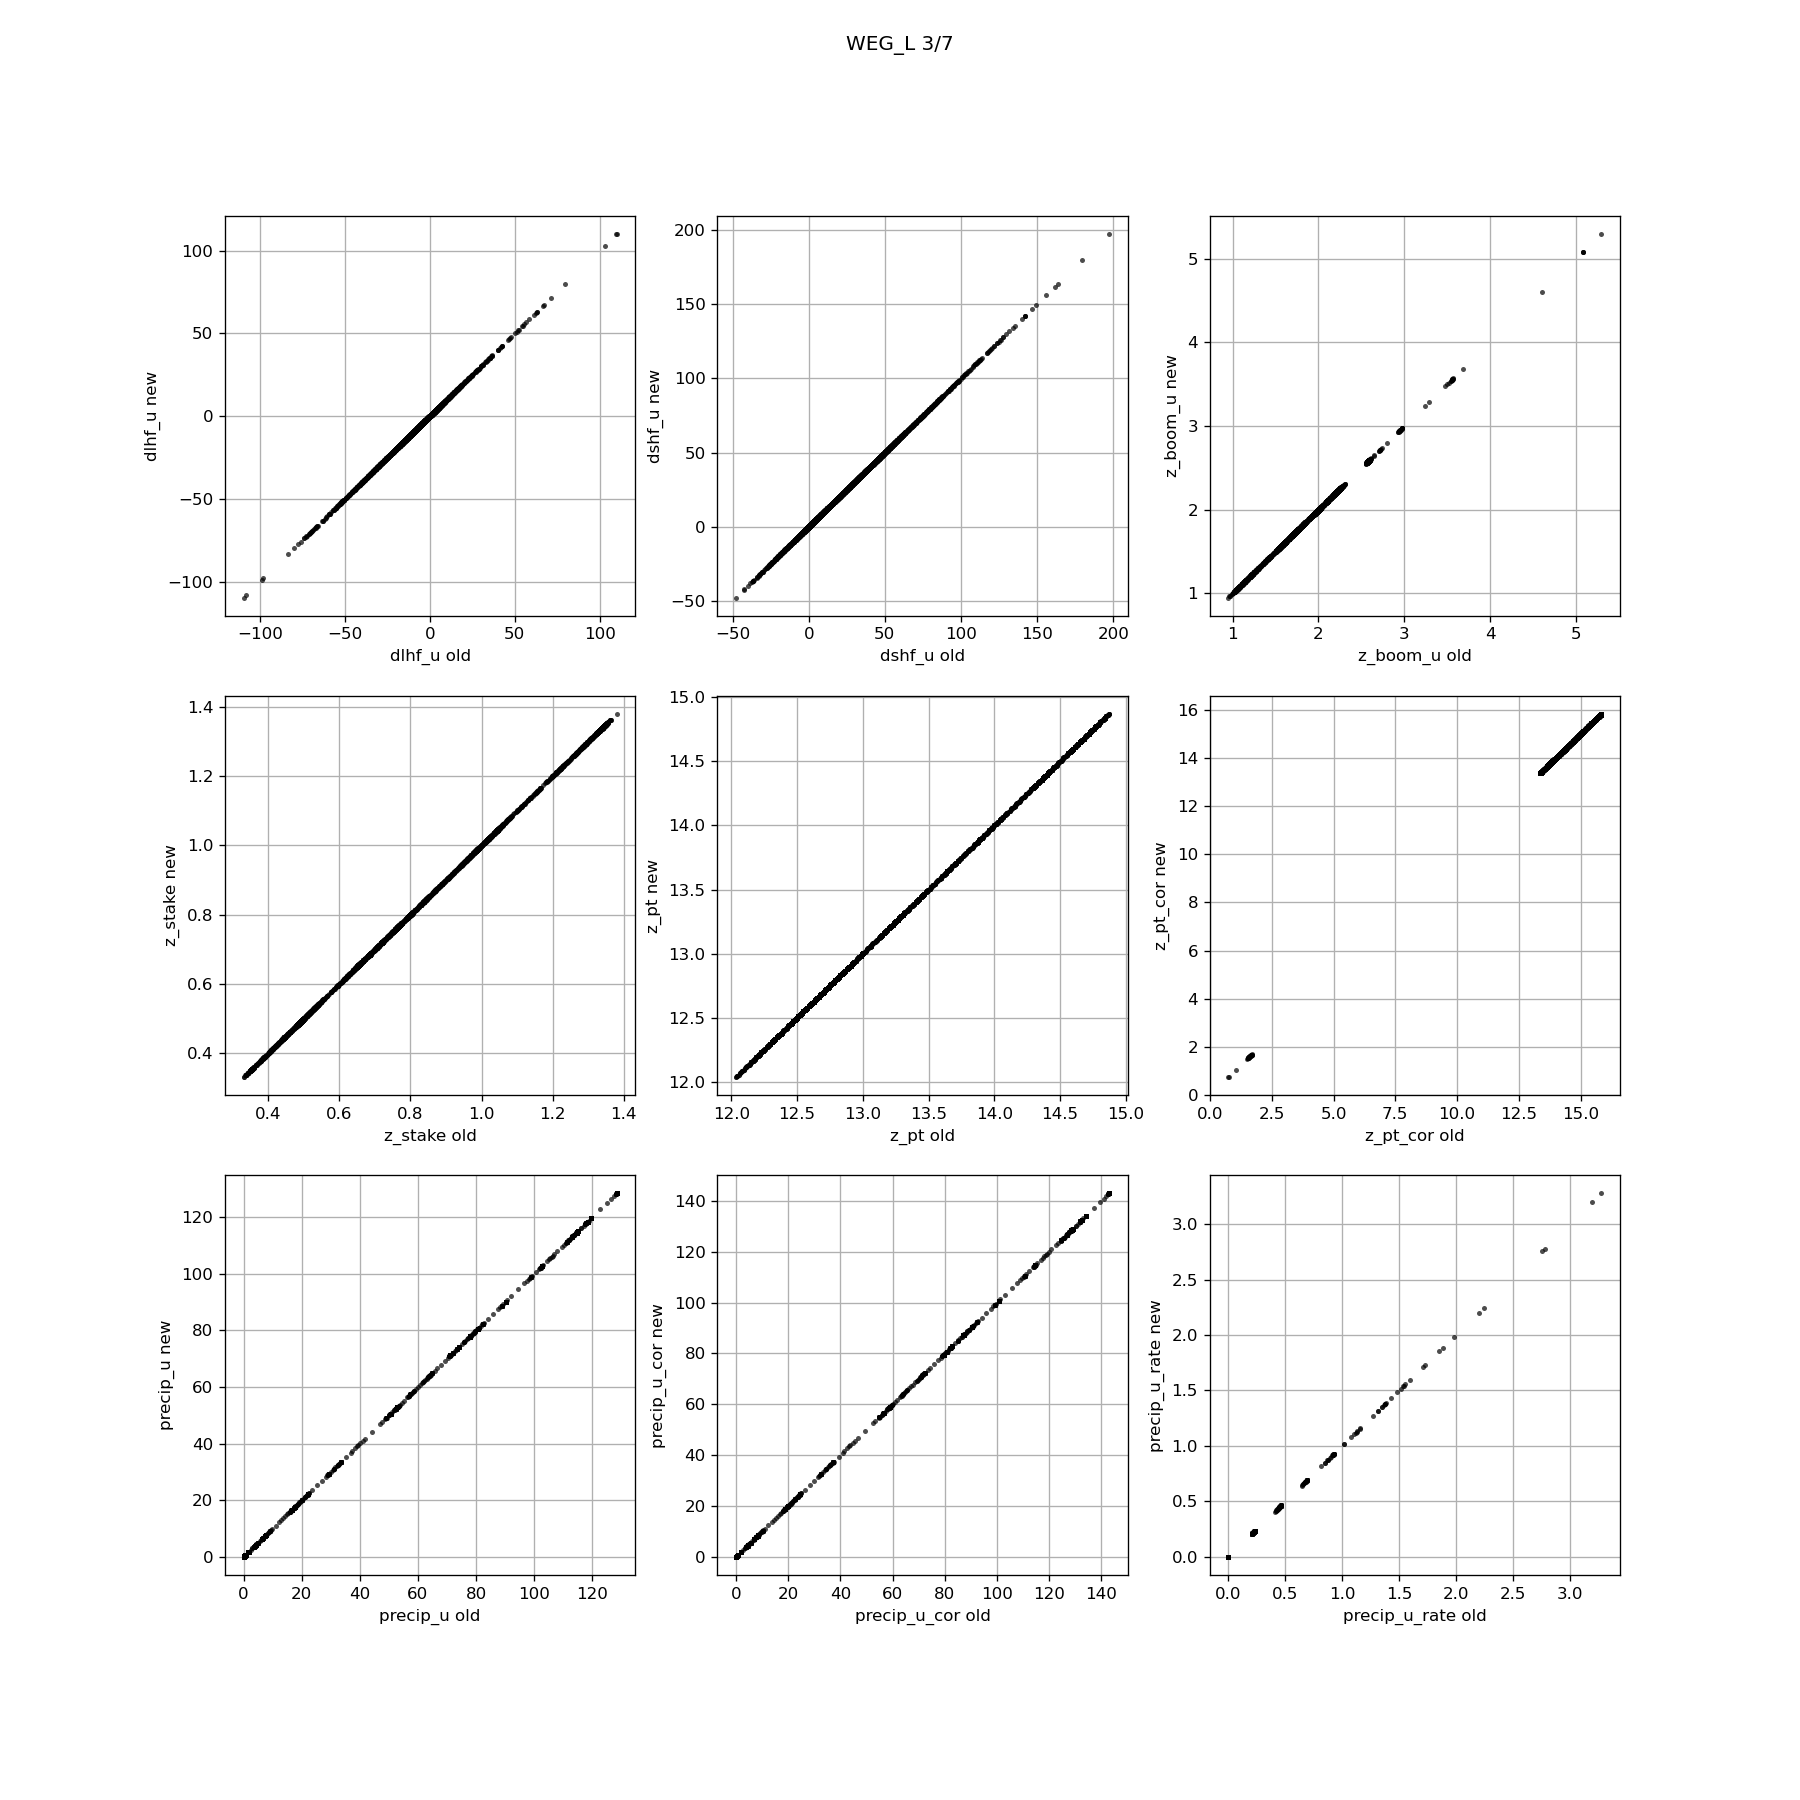 WEG_L 3/7
100
50
0
−50
−100
dlhf_u new
−100 −50 0 50 100
dlhf_u old
200
150
100
50
0
−50
dshf_u new
−50 0 50 100 150 200
dshf_u old
5
4
3
2
1
z_boom_u new
1 2 3 4 5
z_boom_u old
1.4
1.2
1.0
0.8
0.6
0.4
z_stake new
0.4 0.6 0.8 1.0 1.2 1.4
z_stake old
15.0
14.5
14.0
13.5
13.0
12.5
12.0
z_pt new
12.0 12.5 13.0 13.5 14.0 14.5 15.0
z_pt old
16
14
12
10
8
6
4
2
0
z_pt_cor new
0.0 2.5 5.0 7.5 10.0 12.5 15.0
z_pt_cor old
120
100
80
60
40
20
0
precip_u new
0 20 40 60 80 100 120
precip_u old
140
120
100
80
60
40
20
0
precip_u_cor new
0 20 40 60 80 100 120 140
precip_u_cor old
3.0
2.5
2.0
1.5
1.0
0.5
0.0
precip_u_rate new
0.0 0.5 1.0 1.5 2.0 2.5 3.0
precip_u_rate old